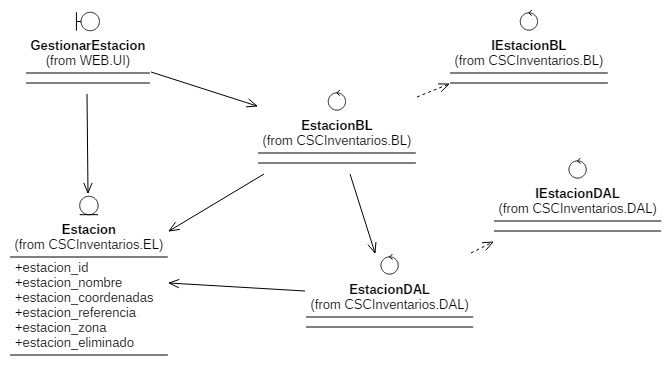 GestionarEstacion
(from WEB.UI)
IEstacionBL
(from CSCInventarios.BL)
EstacionBL
(from CSCInventarios.BL)
IEstacionDAL
(from CSCInventarios.DAL)
Estacion
(from CSCInventarios.EL)
+estacion_id
+estacion_nombre
+estacion_coordenadas
+estacion_referencia
+estacion_zona
+estacion_eliminado
EstacionDAL
(from CSCInventarios.DAL)